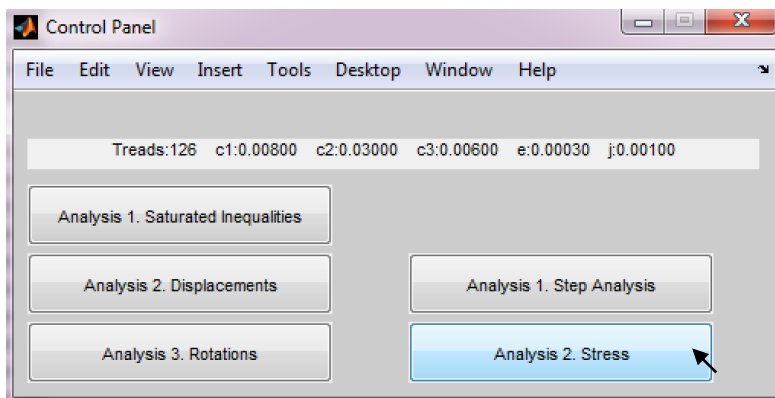 Control Panel
File Edit View Insert Tools Desktop Window Help
Treads:126 c1:0.00800 c2:0.03000 c3:0.00600 e:0.00030 j:0.00100
Analysis 1. Saturated Inequalities
Analysis 2. Displacements
Analysis 1. Step Analysis
Analysis 3. Rotations
Analysis 2. Stress